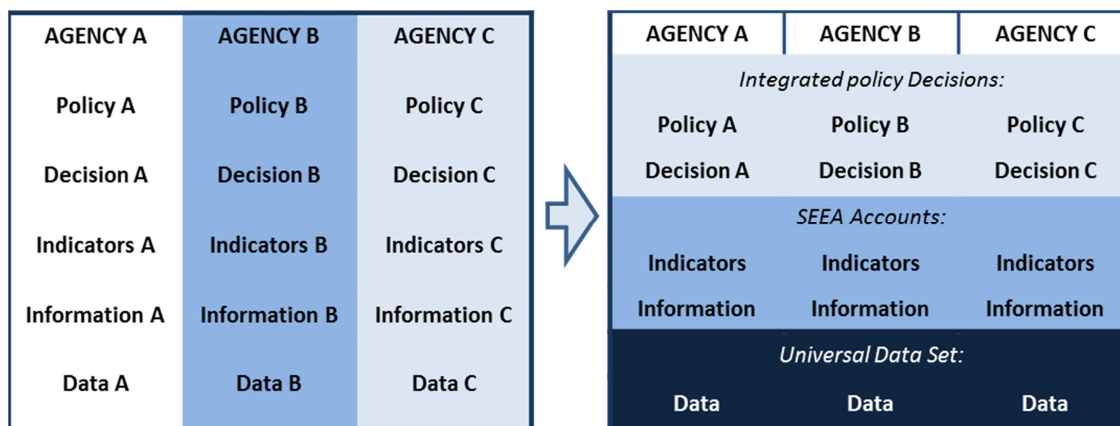 AGENCY A AGENCY B AGENCY C
Policy A Policy B Policy C
Decision A Decision B Decision C
Indicators A Indicators B Indicators C
Information A Information B Information C
Data A Data B Data C
AGENCY A AGENCY B AGENCY C
Integrated policy Decisions:
Policy A Policy B Policy C
Decision A Decision B Decision C
SEEA Accounts:
Indicators Indicators Indicators
Information Information Information
Universal Data Set:
Data Data Data